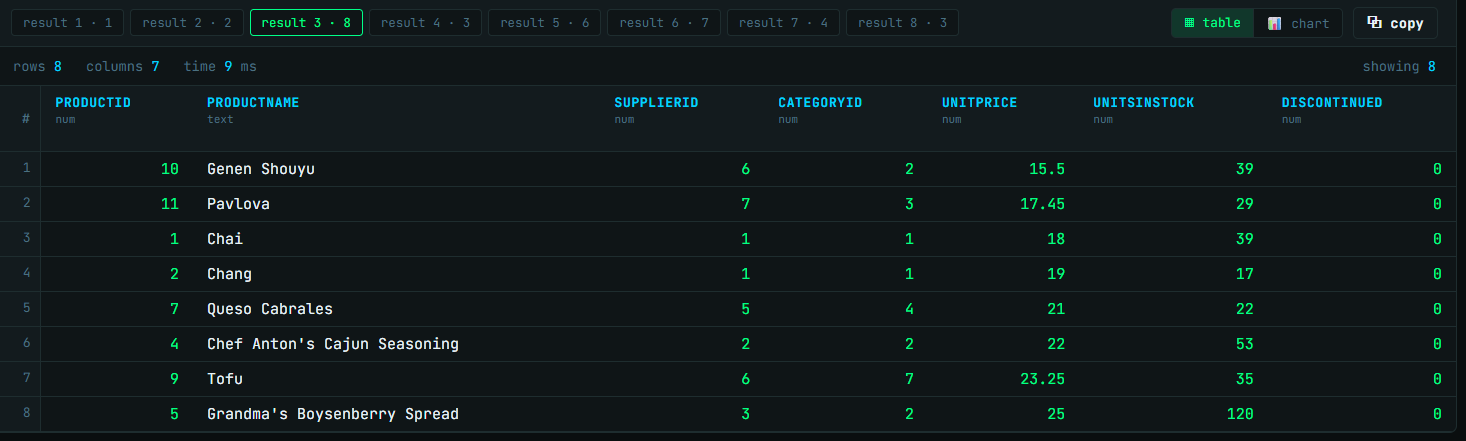 result 1 · 1 result 2 · 2 result 3 · 8 result 4 · 3 result 5 · 6 result 6 · 7 result 7 · 4 result 8 · 3 table chart copy
rows 8 columns 7 time 9 ms showing 8
# PRODUCTID PRODUCTNAME SUPPLIERID CATEGORYID UNITPRICE UNITSINSTOCK DISCONTINUED
num text num num num num num
1 10 Genen Shouyu 6 2 15.5 39 0
2 11 Pavlova 7 3 17.45 29 0
3 1 Chai 1 1 18 39 0
4 2 Chang 1 1 19 17 0
5 7 Queso Cabrales 5 4 21 22 0
6 4 Chef Anton's Cajun Seasoning 2 2 22 53 0
7 9 Tofu 6 7 23.25 35 0
8 5 Grandma's Boysenberry Spread 3 2 25 120 0